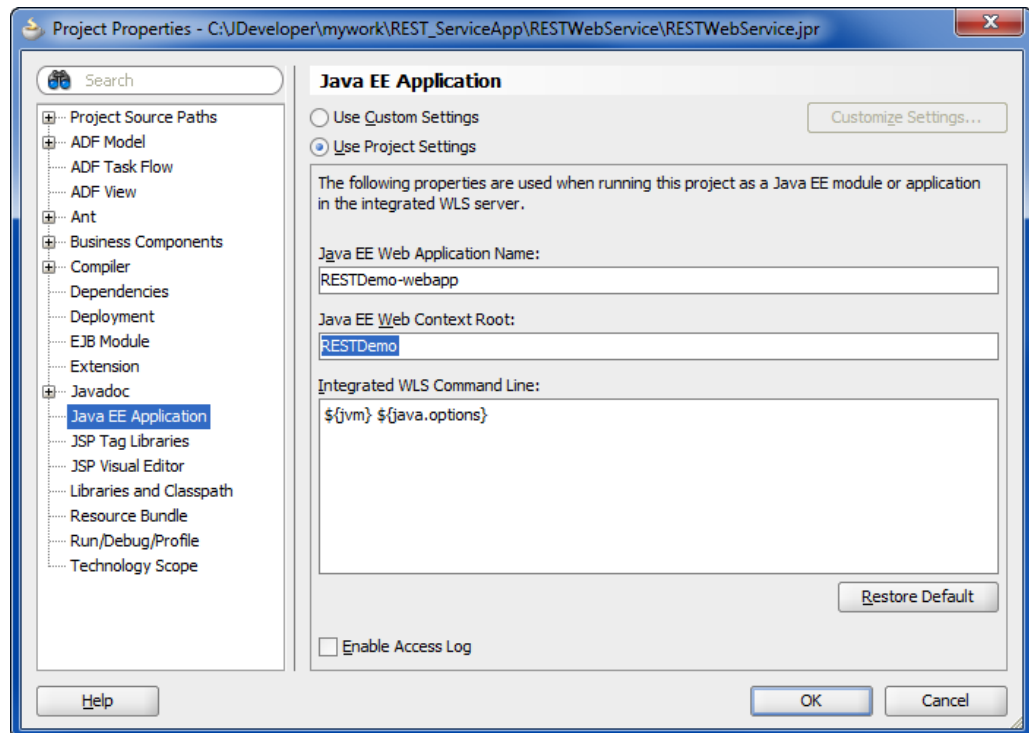 Project Properties - C:\JDeveloper\mywork\REST_ServiceApp\RESTWebService\RESTWebService.jpr
Search
Project Source Paths
ADF Model
ADF Task Flow
ADF View
Ant
Business Components
Compiler
Dependencies
Deployment
EJB Module
Extension
Javadoc
Java EE Application
JSP Tag Libraries
JSP Visual Editor
Libraries and Classpath
Resource Bundle
Run/Debug/Profile
Technology Scope
Java EE Application
Use Custom Settings
Customize Settings...
Use Project Settings
The following properties are used when running this project as a Java EE module or application
in the integrated WLS server.
Java EE Web Application Name:
RESTDemo-webapp
Java EE Web Context Root:
RESTDemo
Integrated WLS Command Line:
${jvm} ${java.options}
Restore Default
Enable Access Log
Help
OK
Cancel